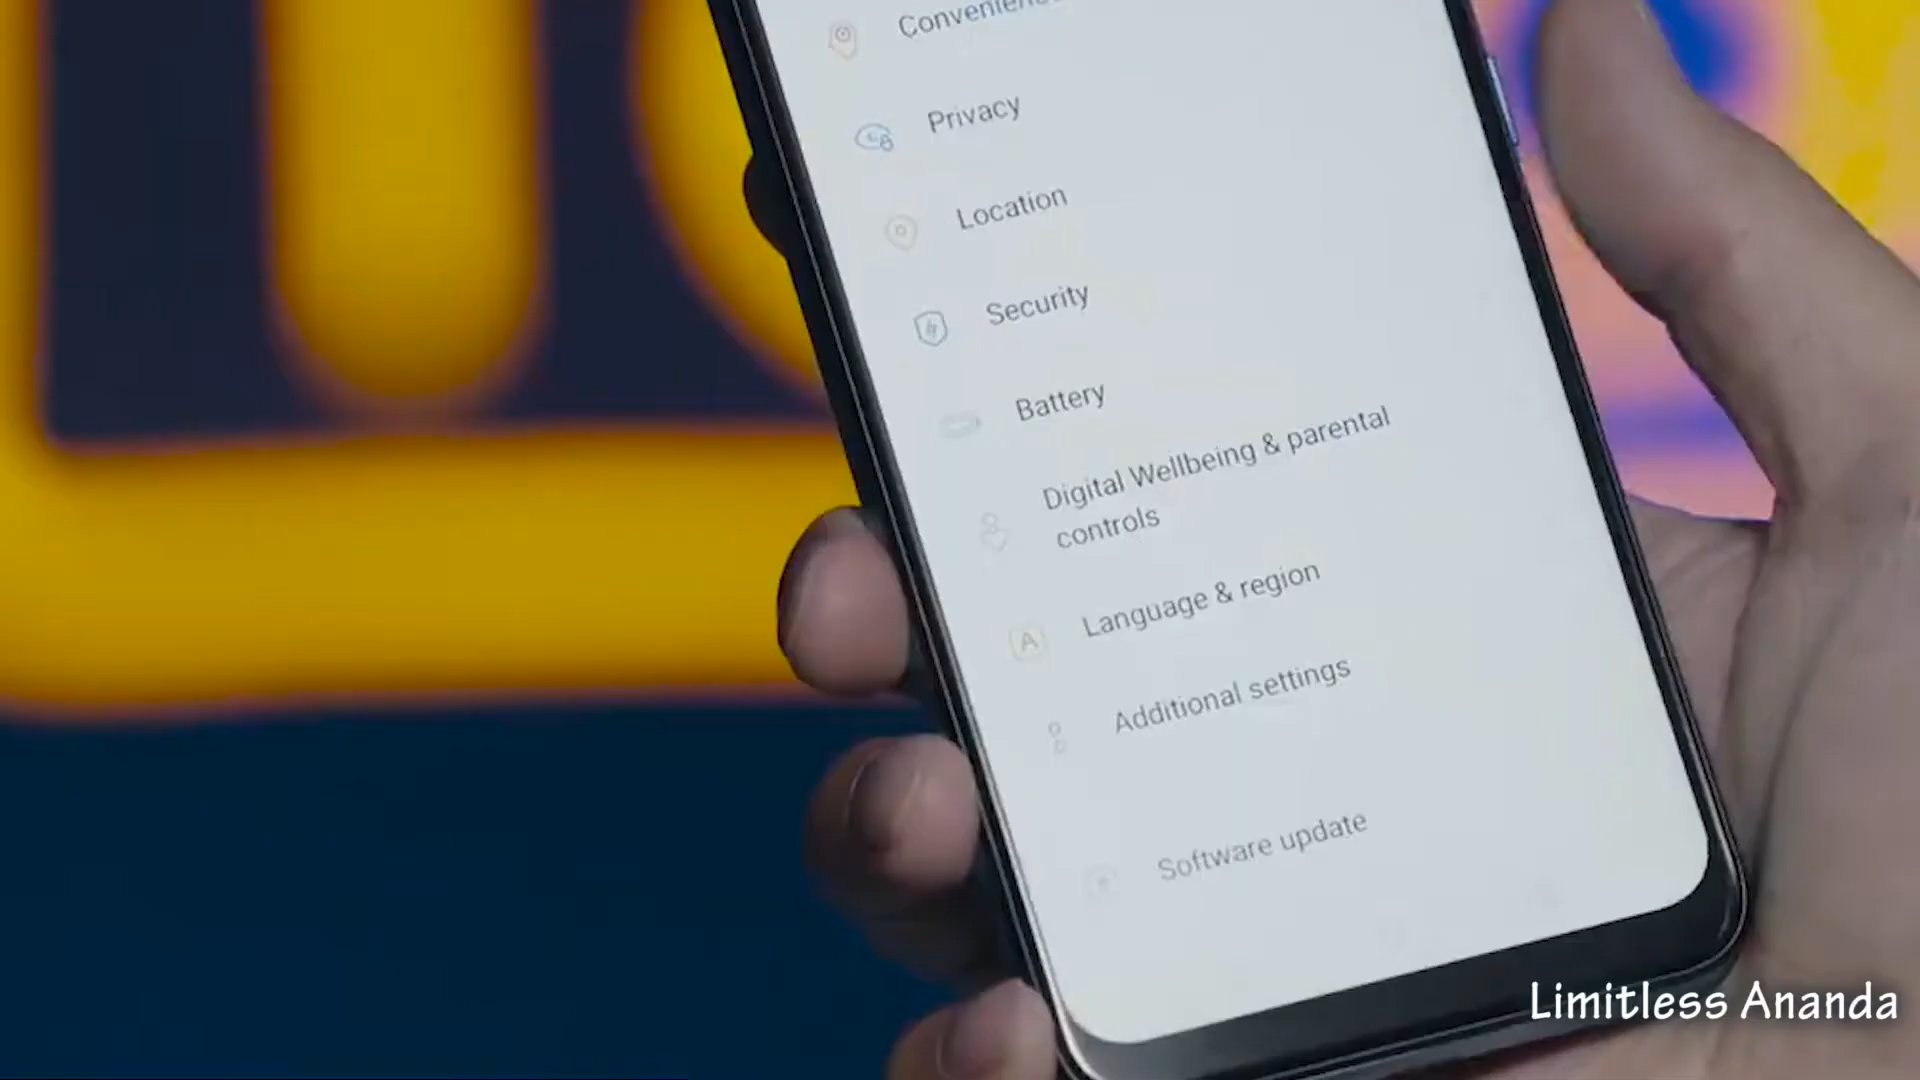 Privacy
Location
Security
Battery
Digital Wellbeing & parental
controls
Language & region
A
Additional settings
Software update
Limitless Ananda